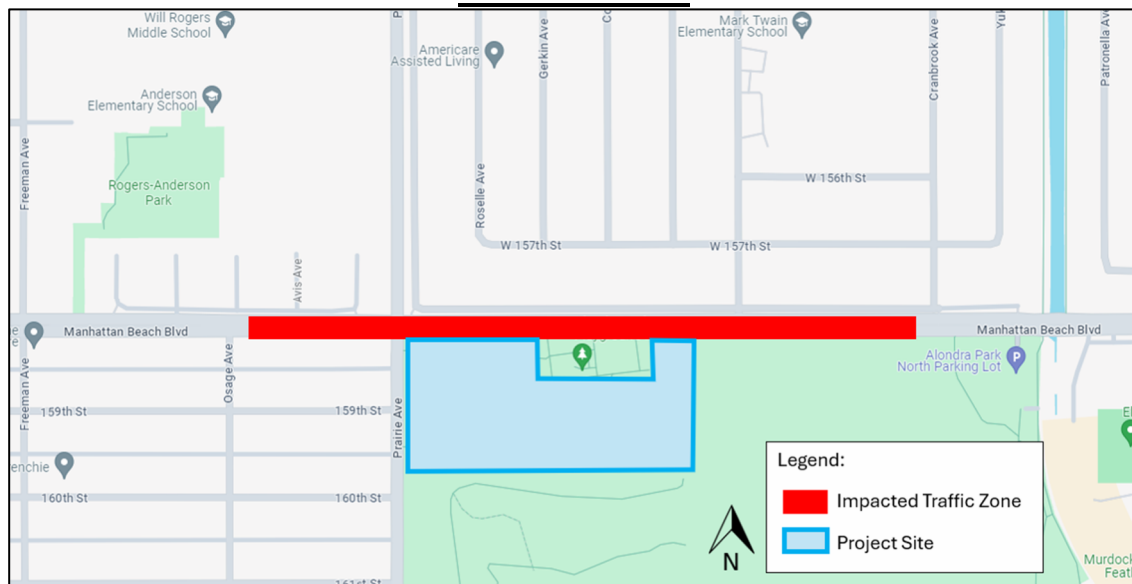 Will Rogers
Middle School
Americare
Assisted Living
Gerkin Ave
Mark Twain
Elementary School
Cranbrook Ave
Patronella Ave
Anderson
Elementary School
Freeman Ave
Rogers-Anderson
Park
Roselle Ave
W 156th St
W 157th St
W 157th St
Avis Ave
Manhattan Beach Blvd
Manhattan Beach Blvd
Alondra Park
North Parking Lot
Freeman Ave
Osage Ave
159th St
159th St
Prairie Ave
160th St
160th St
161st St
Legend:
Impacted Traffic Zone
Project Site
N